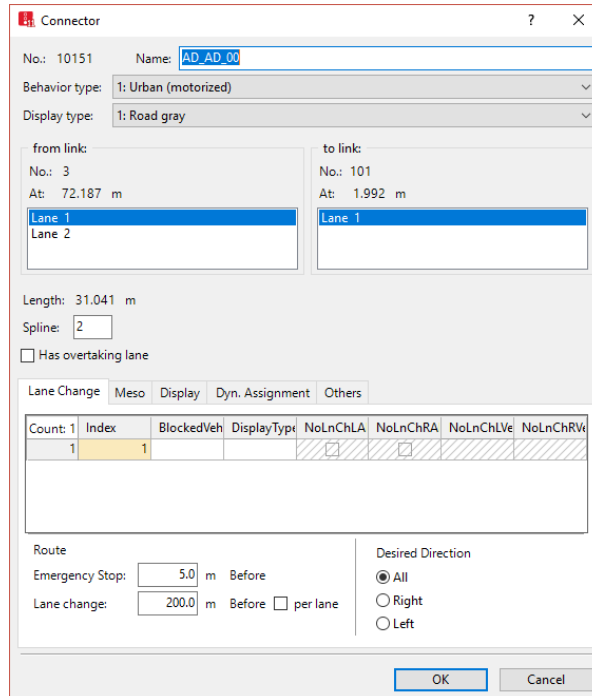 Connector
No.: 10151 Name: AD_AD_00
Behavior type: 1: Urban (motorized)
Display type: 1: Road gray
from link:
No.: 3
At: 72.187 m
Lane 1
Lane 2
to link:
No.: 101
At: 1.992 m
Lane 1
Length: 31.041 m
Spline: 2
Has overtaking lane
Lane Change Meso Display Dyn. Assignment Others
Count: 1 Index BlockedVeh DisplayType NoLnChLA NoLnChRA NoLnChLVe NoLnChRVe
1 1
Route
Emergency Stop: 5.0 m Before
Lane change: 200.0 m Before per lane
Desired Direction
All
Right
Left
OK Cancel